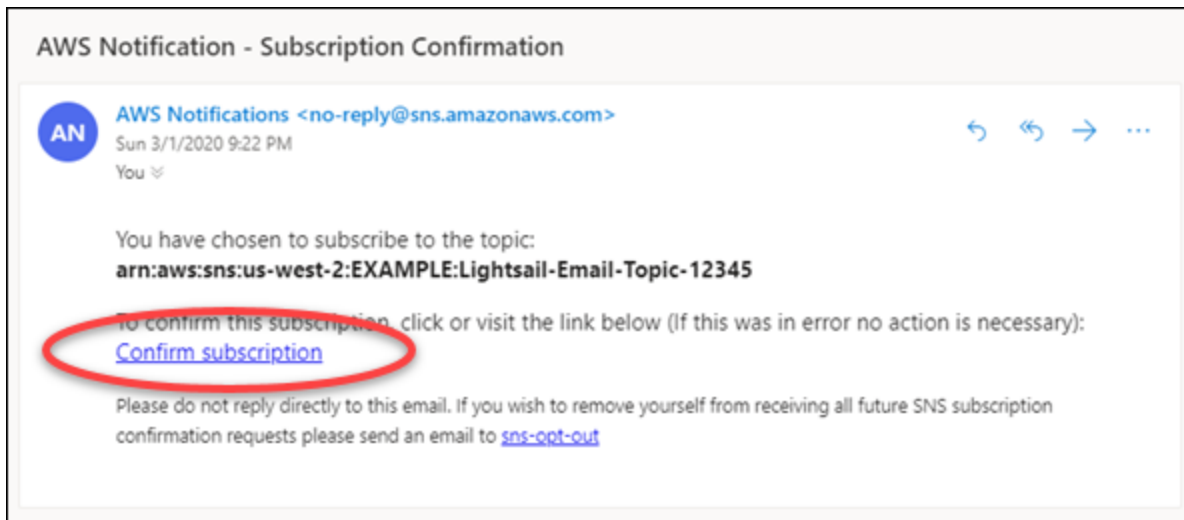 AWS Notification - Subscription Confirmation
AN
AWS Notifications <no-reply@sns.amazonaws.com>
Sun 3/1/2020 9:22 PM
You
You have chosen to subscribe to the topic:
arn:aws:sns:us-west-2:EXAMPLE:Lightsail-Email-Topic-12345
To confirm this subscription, click or visit the link below (If this was in error no action is necessary):
Confirm subscription
Please do not reply directly to this email. If you wish to remove yourself from receiving all future SNS subscription
confirmation requests please send an email to sns-opt-out